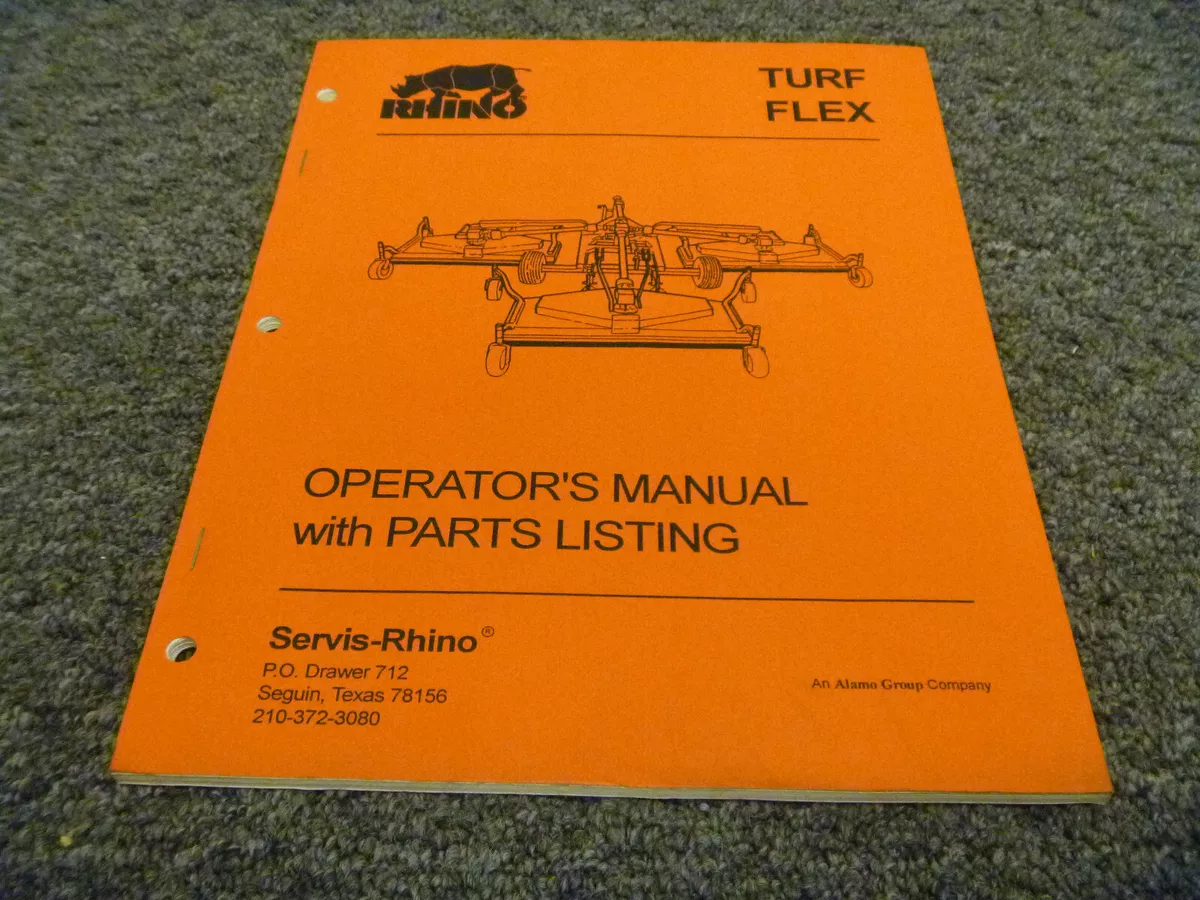 RHINO
TURF
FLEX
OPERATOR'S MANUAL
with PARTS LISTING
Servis-Rhino®
P.O. Drawer 712
Seguin, Texas 78156
210-372-3080
An Alamo Group Company